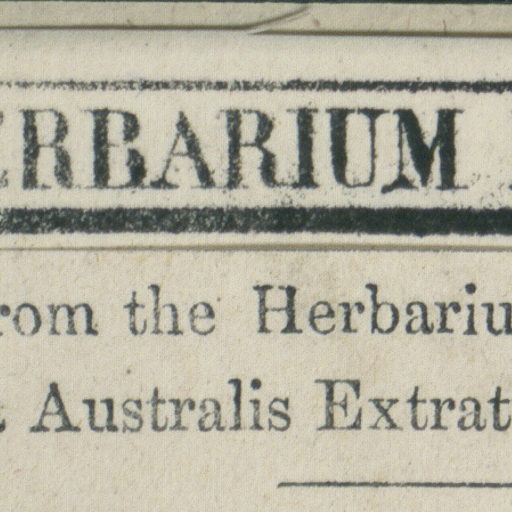 ERBARIUM
rom the Herbariu
Australis Extrat